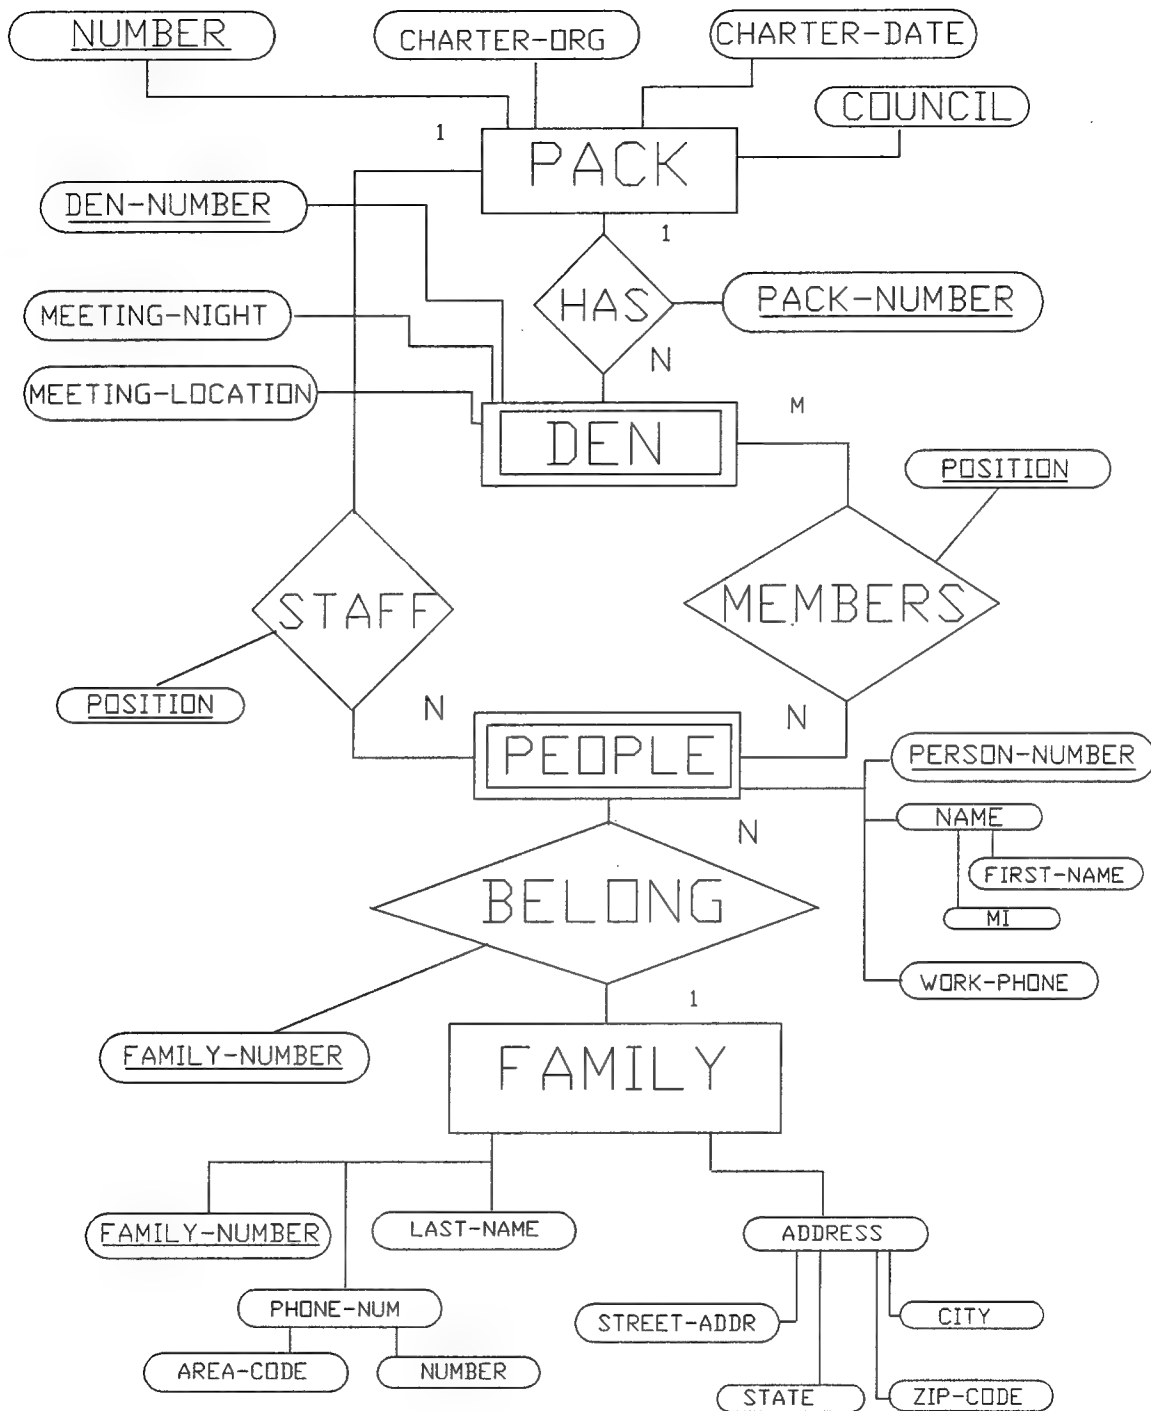 NUMBER
CHARTER-ORG
CHARTER-DATE
COUNCIL
1
PACK
DEN-NUMBER
1
MEETING-NIGHT
HAS
PACK-NUMBER
N
MEETING-LOCATION
M
DEN
POSITION
STAFF
MEMBERS
POSITION
N
N
PEOPLE
PERSON-NUMBER
N
NAME
FIRST-NAME
BELONG
MI
WORK-PHONE
1
FAMILY-NUMBER
FAMILY
FAMILY-NUMBER
LAST-NAME
ADDRESS
PHONE-NUM
STREET-ADDR
CITY
AREA-CODE
NUMBER
STATE
ZIP-CODE